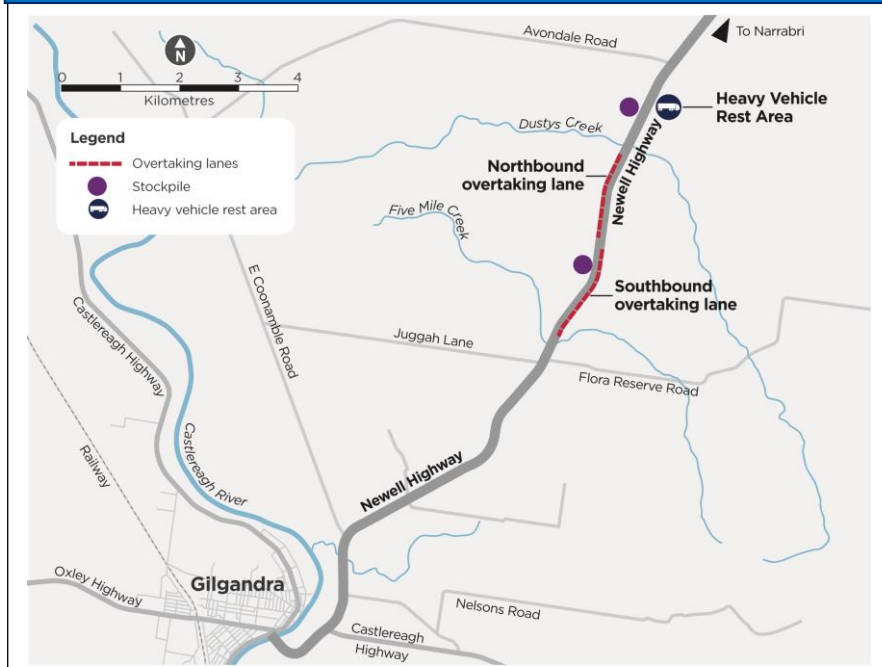 Avondale Road
To Narrabri
N
0 1 2 3 4
Kilometres
Heavy Vehicle
Rest Area
Dustys Creek
Legend
Overtaking lanes
Stockpile
Heavy vehicle rest area
Northbound
overtaking lane
Newell Highway
Five Mile Creek
Southbound
overtaking lane
E Coonamble Road
Castlereagh Highway
Juggah Lane
Flora Reserve Road
Castlereagh River
Railway
Newell Highway
Gilgandra
Oxley Highway
Nelsons Road
Castlereagh
Highway